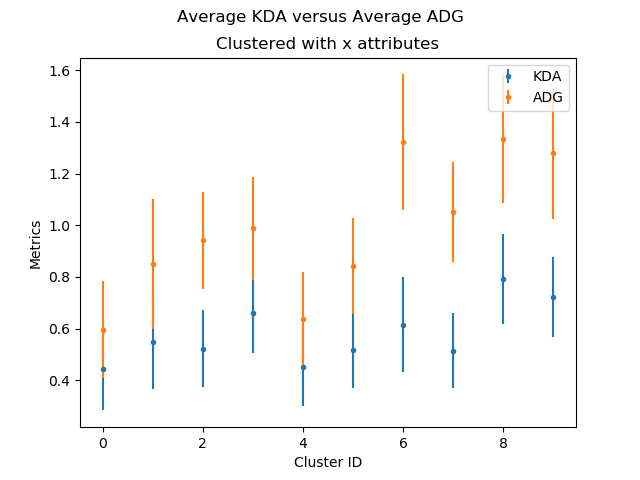 Average KDA versus Average ADG
Clustered with x attributes
KDA
ADG
1.6
1.4
1.2
1.0
0.8
0.6
0.4
Metrics
0 2 4 6 8
Cluster ID